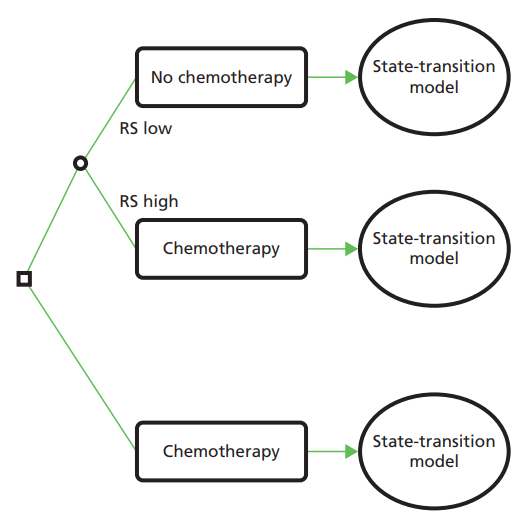 No chemotherapy
State-transition
model
RS low
RS high
Chemotherapy
State-transition
model
Chemotherapy
State-transition
model